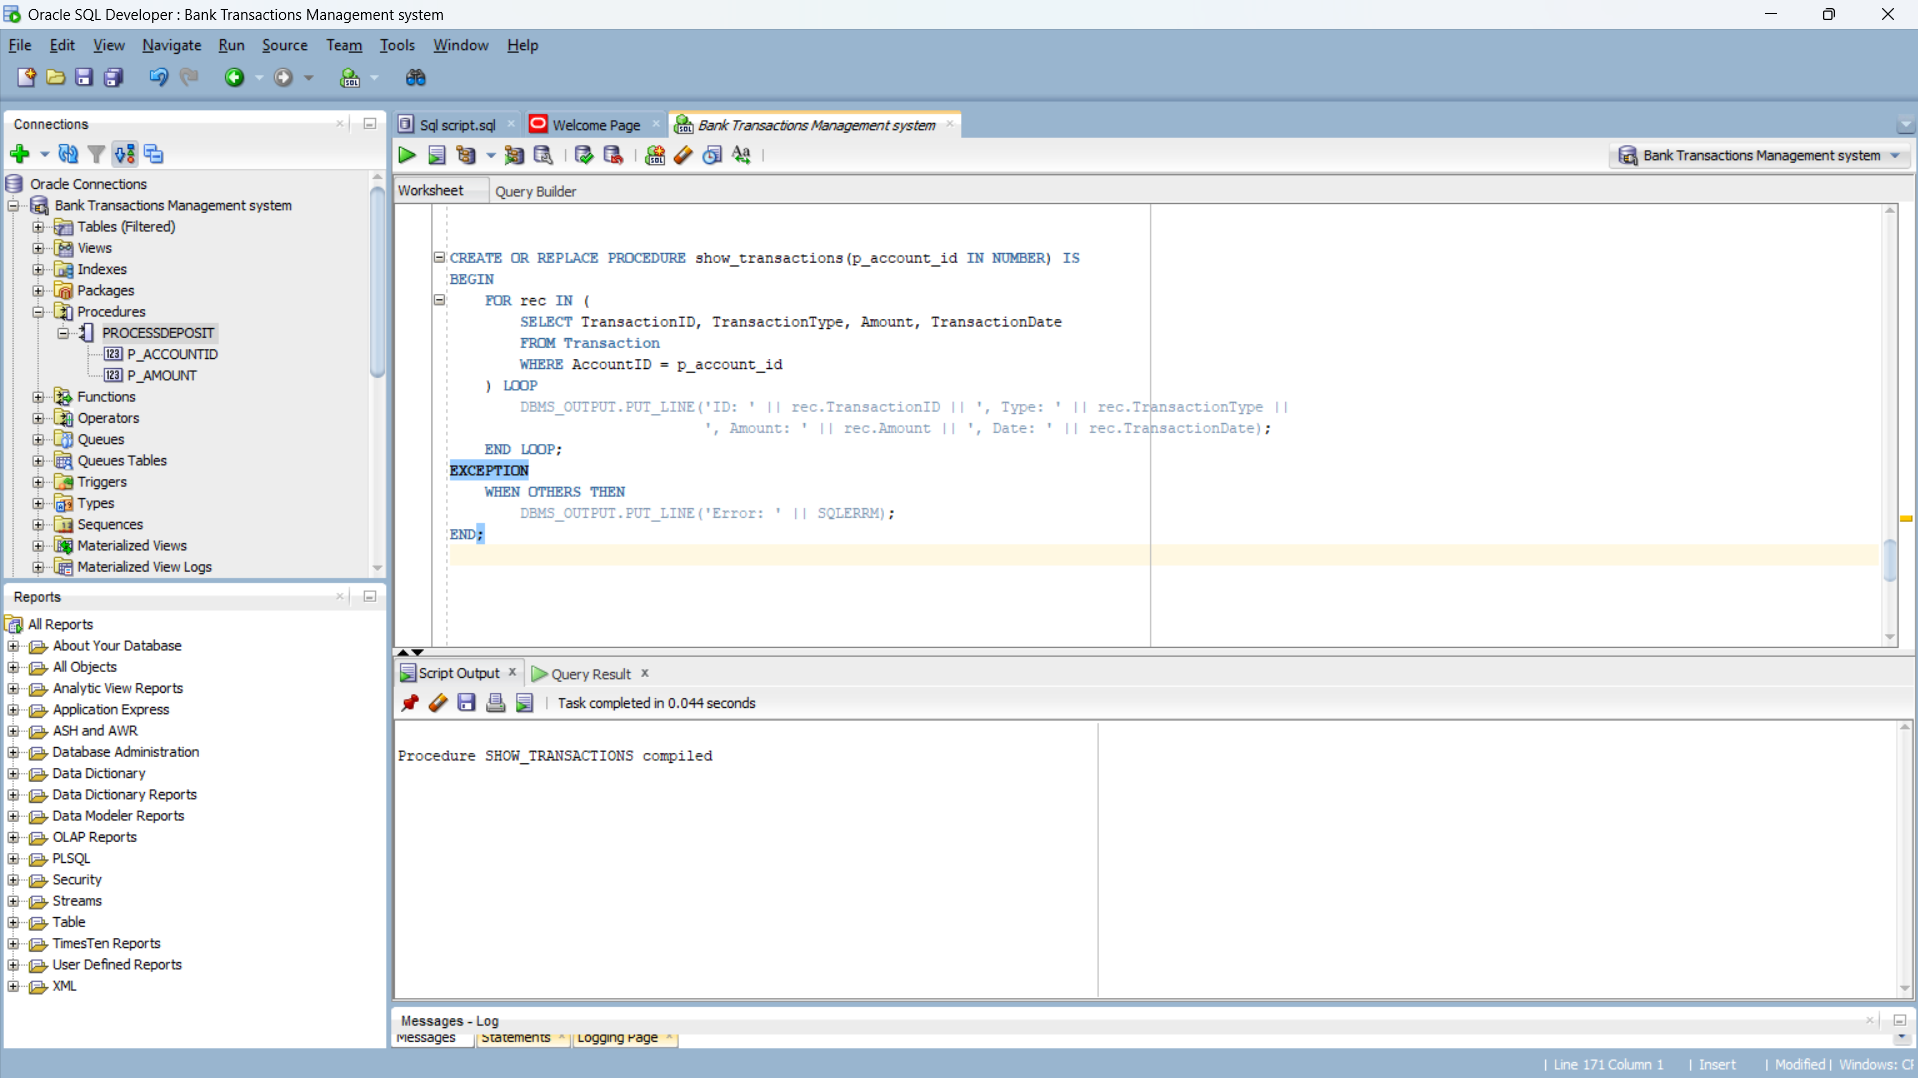 Oracle SQL Developer : Bank Transactions Management system
File Edit View Navigate Run Source Team Tools Window Help
Connections
Oracle Connections
Bank Transactions Management system
Tables (Filtered)
Views
Indexes
Packages
Procedures
PROCESSDEPOSIT
P_ACCOUNTID
P_AMOUNT
Functions
Operators
Queues
Queues Tables
Triggers
Types
Sequences
Materialized Views
Materialized View Logs
Reports
All Reports
About Your Database
All Objects
Analytic View Reports
Application Express
ASH and AWR
Database Administration
Data Dictionary
Data Dictionary Reports
Data Modeler Reports
OLAP Reports
PLSQL
Security
Streams
Table
TimesTen Reports
User Defined Reports
XML
Sql script.sql Welcome Page Bank Transactions Management system
Bank Transactions Management system
Worksheet Query Builder
CREATE OR REPLACE PROCEDURE show_transactions(p_account_id IN NUMBER) IS
BEGIN
FOR rec IN (
SELECT TransactionID, TransactionType, Amount, TransactionDate
FROM Transaction
WHERE AccountID = p_account_id
) LOOP
DBMS_OUTPUT.PUT_LINE('ID: ' || rec.TransactionID || ', Type: ' || rec.TransactionType ||
', Amount: ' || rec.Amount || ', Date: ' || rec.TransactionDate);
END LOOP;
EXCEPTION
WHEN OTHERS THEN
DBMS_OUTPUT.PUT_LINE('Error: ' || SQLERRM);
END;
Script Output Query Result
Task completed in 0.044 seconds
Procedure SHOW_TRANSACTIONS compiled
Messages - Log
Messages Statements Logging Page
Line 171 Column 1 | Insert | Modified | Windows: